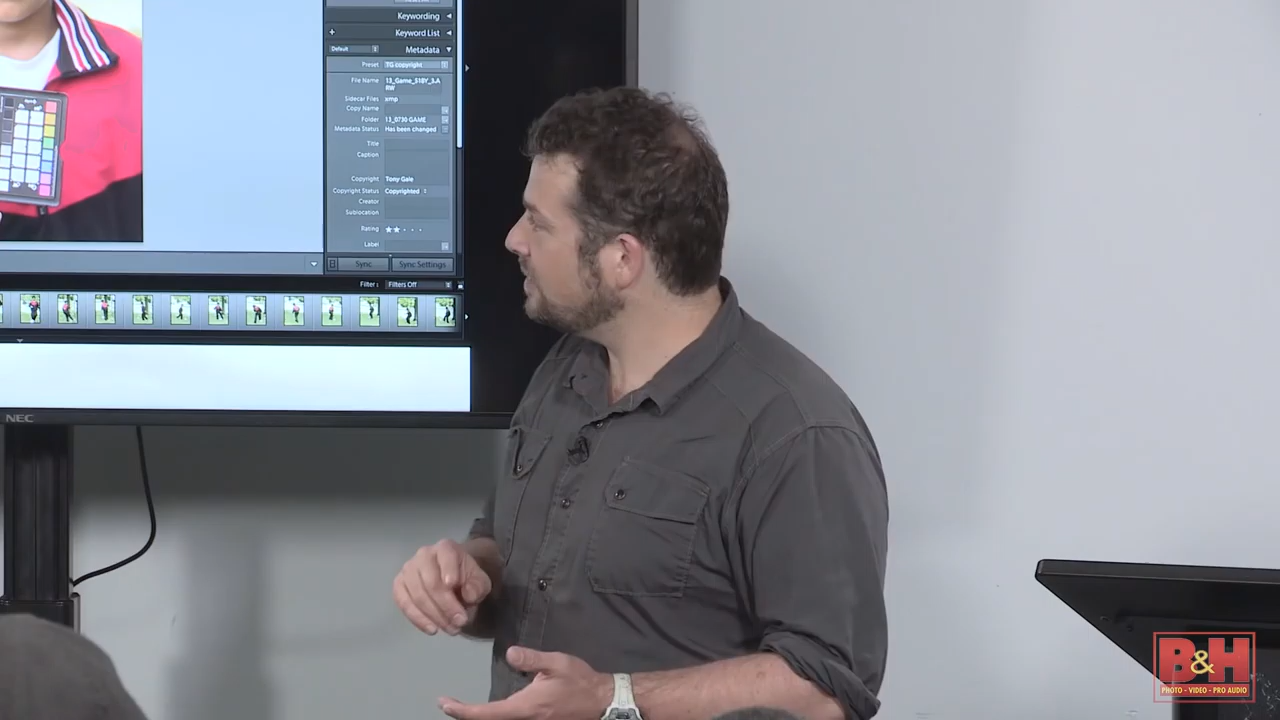 Keywording
+ Keyword List
Default Metadata
Preset TG copyright
File Name 13_Game_51BY_3.A
RW
Sidecar Files xmp
Copy Name
Folder 13_0730 GAME
Metadata Status Has been changed
Title
Caption
Copyright Tony Gale
Copyright Status Copyrighted
Creator
Sublocation
Rating
Label
Sync Sync Settings
Filter : Filters Off
NEC
B&H
PHOTO - VIDEO - PRO AUDIO